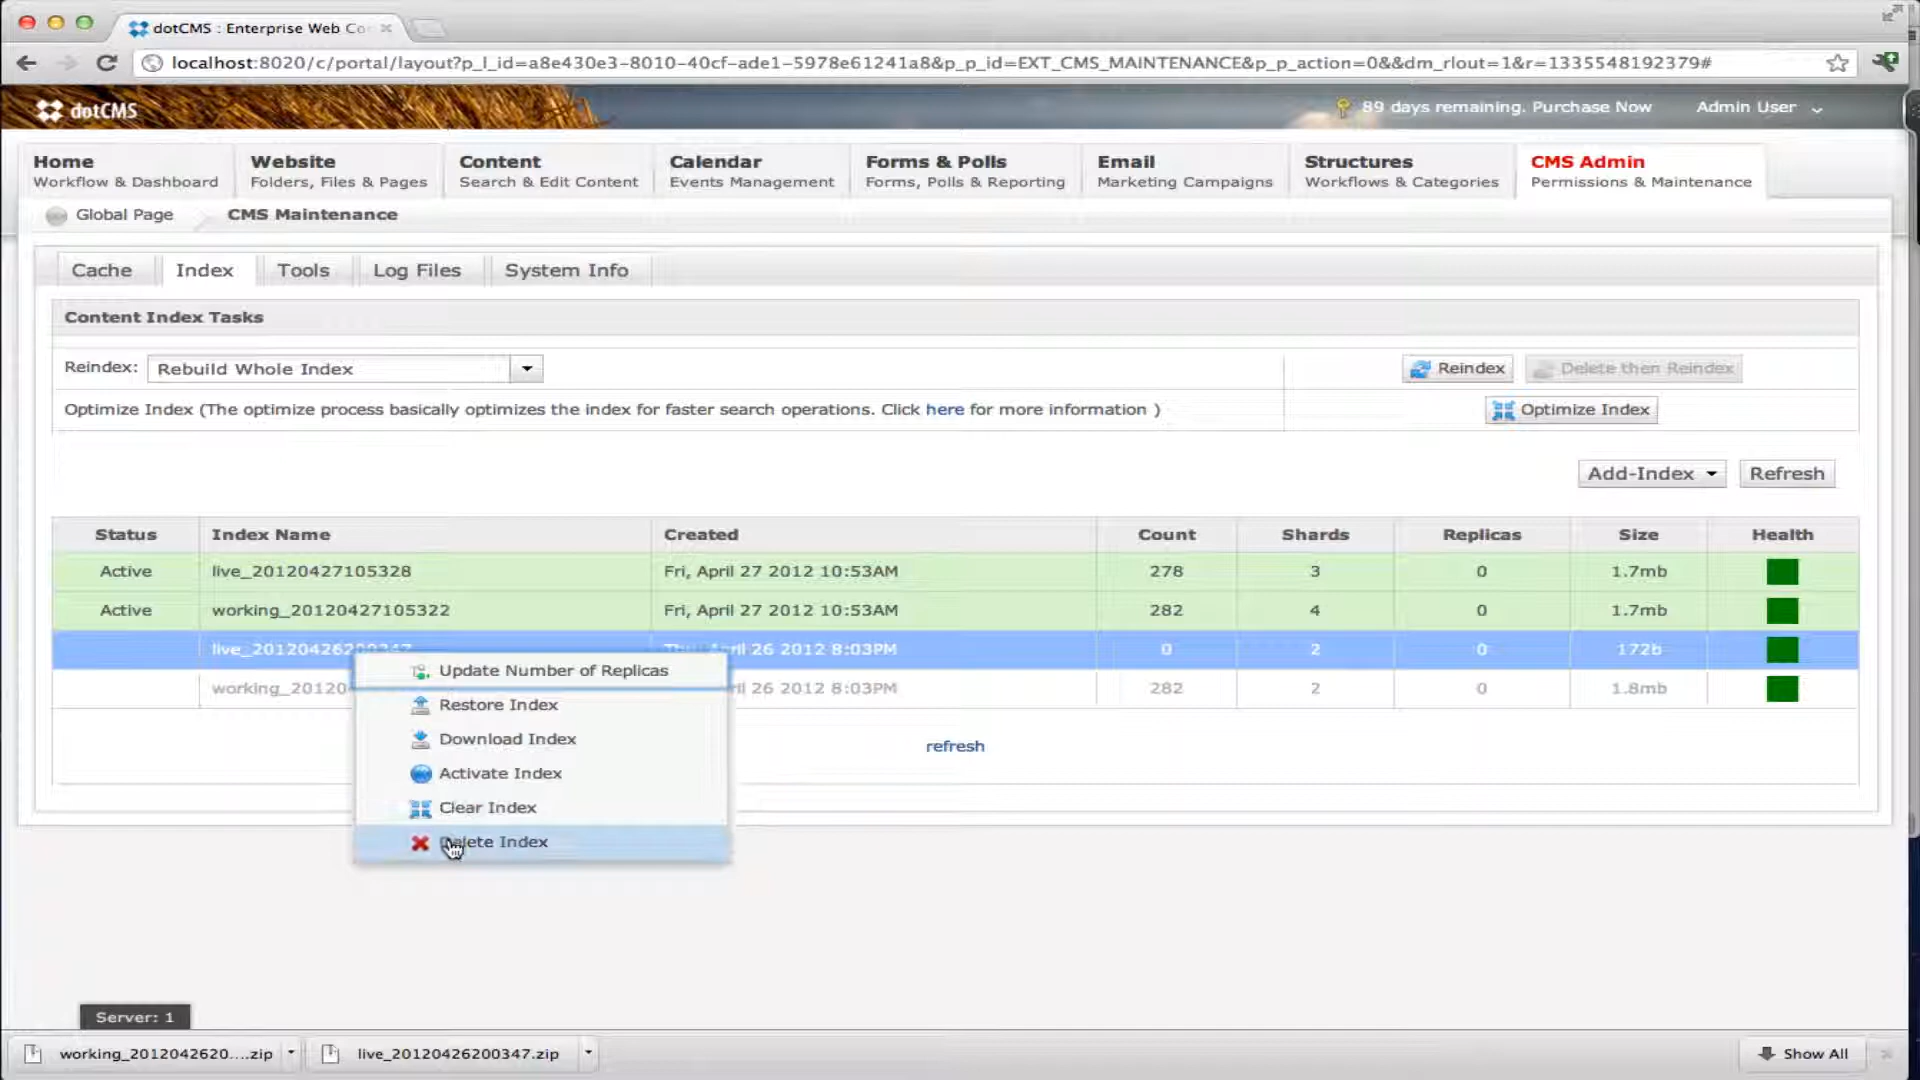 dotCMS : Enterprise Web Co
localhost:8020/c/portal/layout?p_l_id=a8e430e3-8010-40cf-ade1-5978e61241a8&p_p_id=EXT_CMS_MAINTENANCE&p_p_action=0&&dm_rlout=1&r=1335548192379#
dotCMS
89 days remaining. Purchase Now
Admin User
Home
Website
Content
Calendar
Forms & Polls
Email
Structures
CMS Admin
Workflow & Dashboard
Folders, Files & Pages
Search & Edit Content
Events Management
Forms, Polls & Reporting
Marketing Campaigns
Workflows & Categories
Permissions & Maintenance
Global Page
CMS Maintenance
Cache
Index
Tools
Log Files
System Info
Content Index Tasks
Reindex:
Rebuild Whole Index
Reindex
Delete then Reindex
Optimize Index (The optimize process basically optimizes the index for faster search operations. Click here for more information )
Optimize Index
Add-Index
Refresh
Status Index Name Created Count Shards Replicas Size Health
Active live_20120427105328 Fri, April 27 2012 10:53AM 278 3 0 1.7mb
Active working_20120427105322 Fri, April 27 2012 10:53AM 282 4 0 1.7mb
live_20120426200347 Thu, April 26 2012 8:03PM 0 2 0 172b
working_20120 ril 26 2012 8:03PM 282 2 0 1.8mb
Update Number of Replicas
Restore Index
Download Index
Activate Index
Clear Index
Delete Index
refresh
Server: 1
working_2012042620....zip
live_20120426200347.zip
Show All